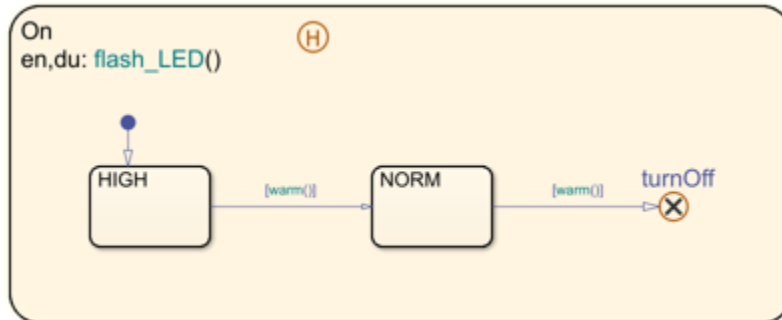 On
H
en,du: flash_LED()
HIGH
[warm()]
NORM
[warm()]
turnOff